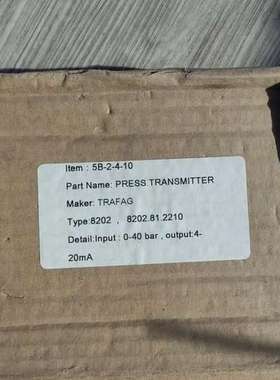 Item : 5B-2-4-10
Part Name: PRESS.TRANSMITTER
Maker: TRAFAG
Type:8202 , 8202.81.2210
Detail:Input : 0-40 bar , output:4-
20mA